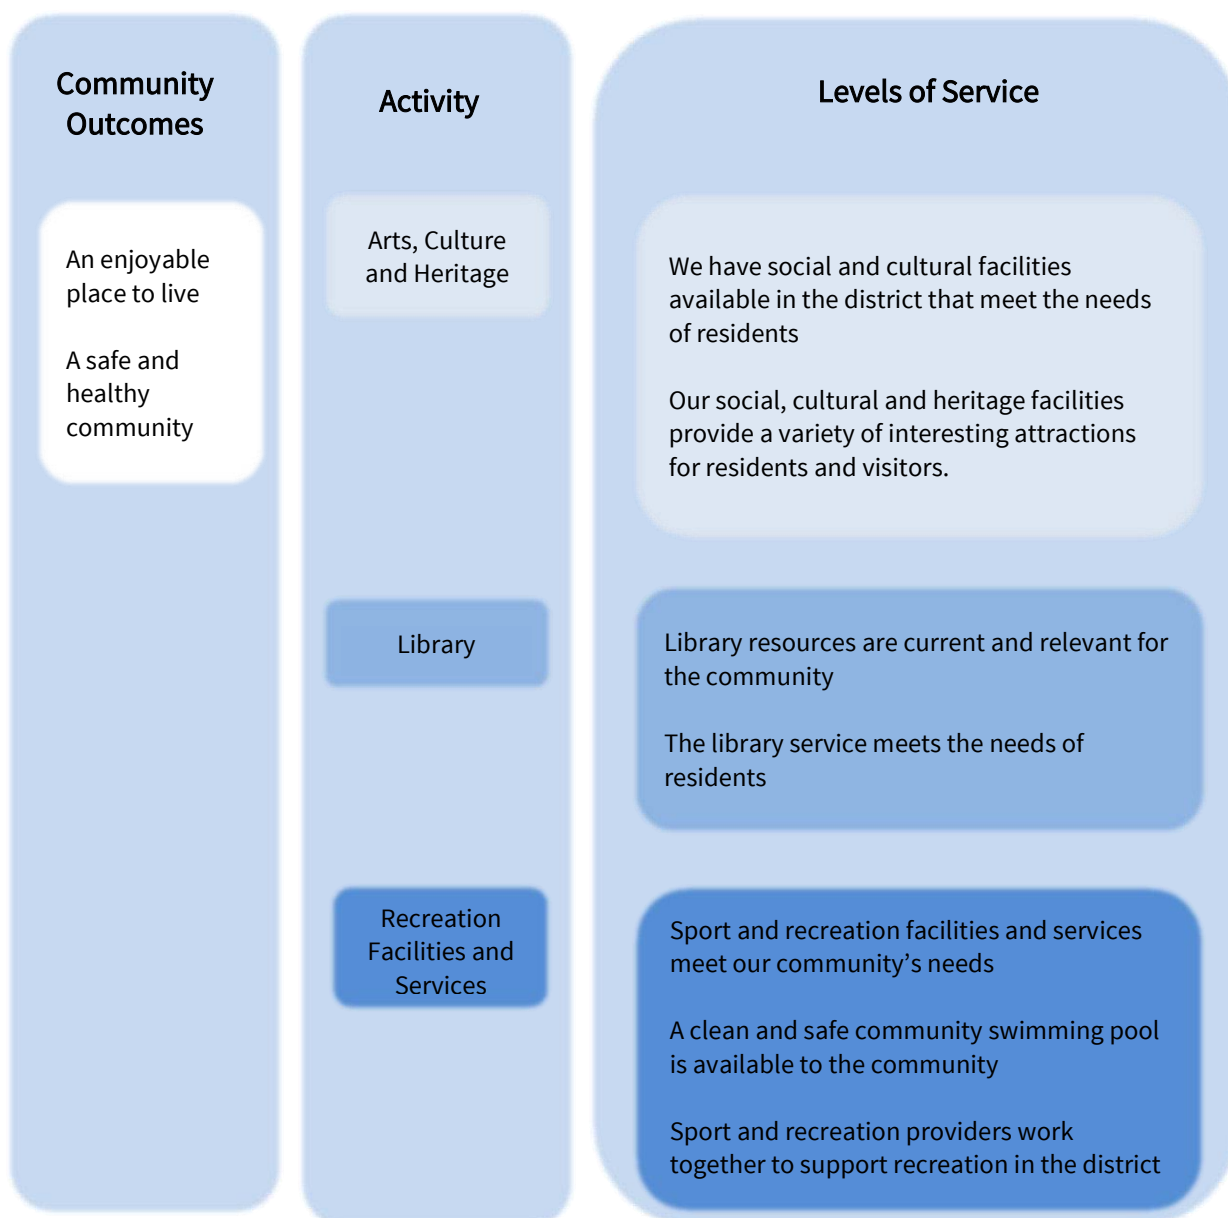 Community
Outcomes
An enjoyable
place to live
A safe and
healthy
community
Activity
Arts, Culture
and Heritage
Library
Recreation
Facilities and
Services
Levels of Service
We have social and cultural facilities
available in the district that meet the needs
of residents
Our social, cultural and heritage facilities
provide a variety of interesting attractions
for residents and visitors.
Library resources are current and relevant for
the community
The library service meets the needs of
residents
Sport and recreation facilities and services
meet our community’s needs
A clean and safe community swimming pool
is available to the community
Sport and recreation providers work
together to support recreation in the district